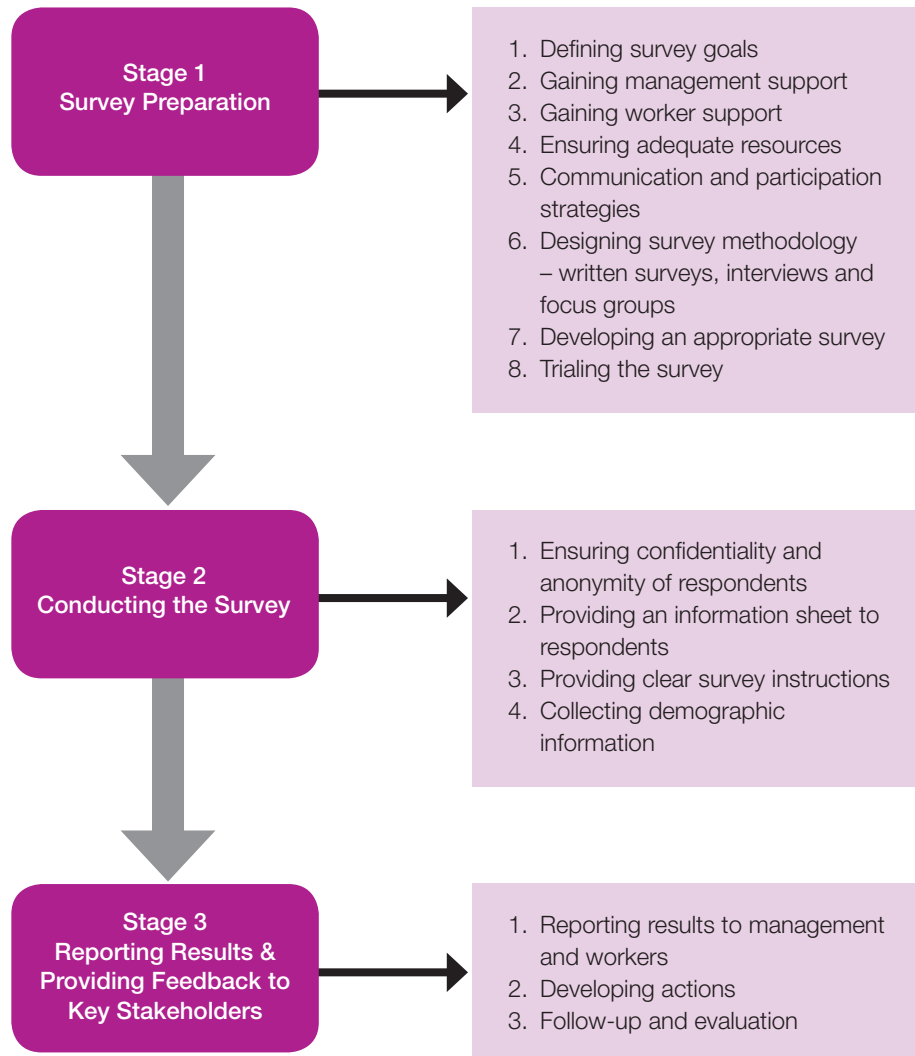 Stage 1
Survey Preparation
1. Defining survey goals
2. Gaining management support
3. Gaining worker support
4. Ensuring adequate resources
5. Communication and participation
strategies
6. Designing survey methodology
– written surveys, interviews and
focus groups
7. Developing an appropriate survey
8. Trialing the survey
Stage 2
Conducting the Survey
1. Ensuring confidentiality and
anonymity of respondents
2. Providing an information sheet to
respondents
3. Providing clear survey instructions
4. Collecting demographic
information
Stage 3
Reporting Results &
Providing Feedback to
Key Stakeholders
1. Reporting results to management
and workers
2. Developing actions
3. Follow-up and evaluation